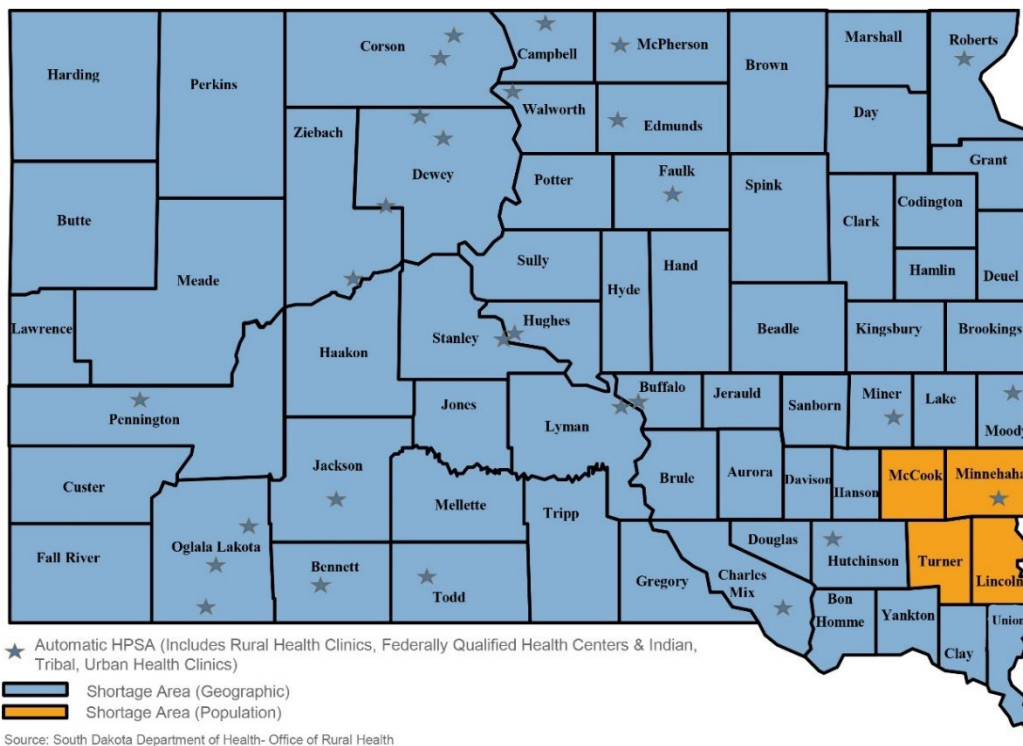 Harding
Perkins
Corson
Campbell
McPherson
Brown
Marshall
Roberts
Ziebach
Walworth
Edmunds
Day
Grant
Butte
Dewey
Potter
Faulk
Spink
Clark
Codington
Meade
Sully
Hyde
Hand
Hamlin
Deuel
Lawrence
Haakon
Stanley
Hughes
Beadle
Kingsbury
Brookings
Pennington
Jones
Lyman
Buffalo
Jerauld
Sanborn
Miner
Lake
Moody
Custer
Jackson
Mellette
Tripp
Brule
Aurora
Davison
Hanson
McCook
Minnehaha
Fall River
Oglala Lakota
Bennett
Todd
Gregory
Douglas
Charles
Mix
Hutchinson
Turner
Lincoln
Bon
Homme
Yankton
Clay
Union
Automatic HPSA (Includes Rural Health Clinics, Federally Qualified Health Centers & Indian,
Tribal, Urban Health Clinics)
Shortage Area (Geographic)
Shortage Area (Population)
Source: South Dakota Department of Health- Office of Rural Health